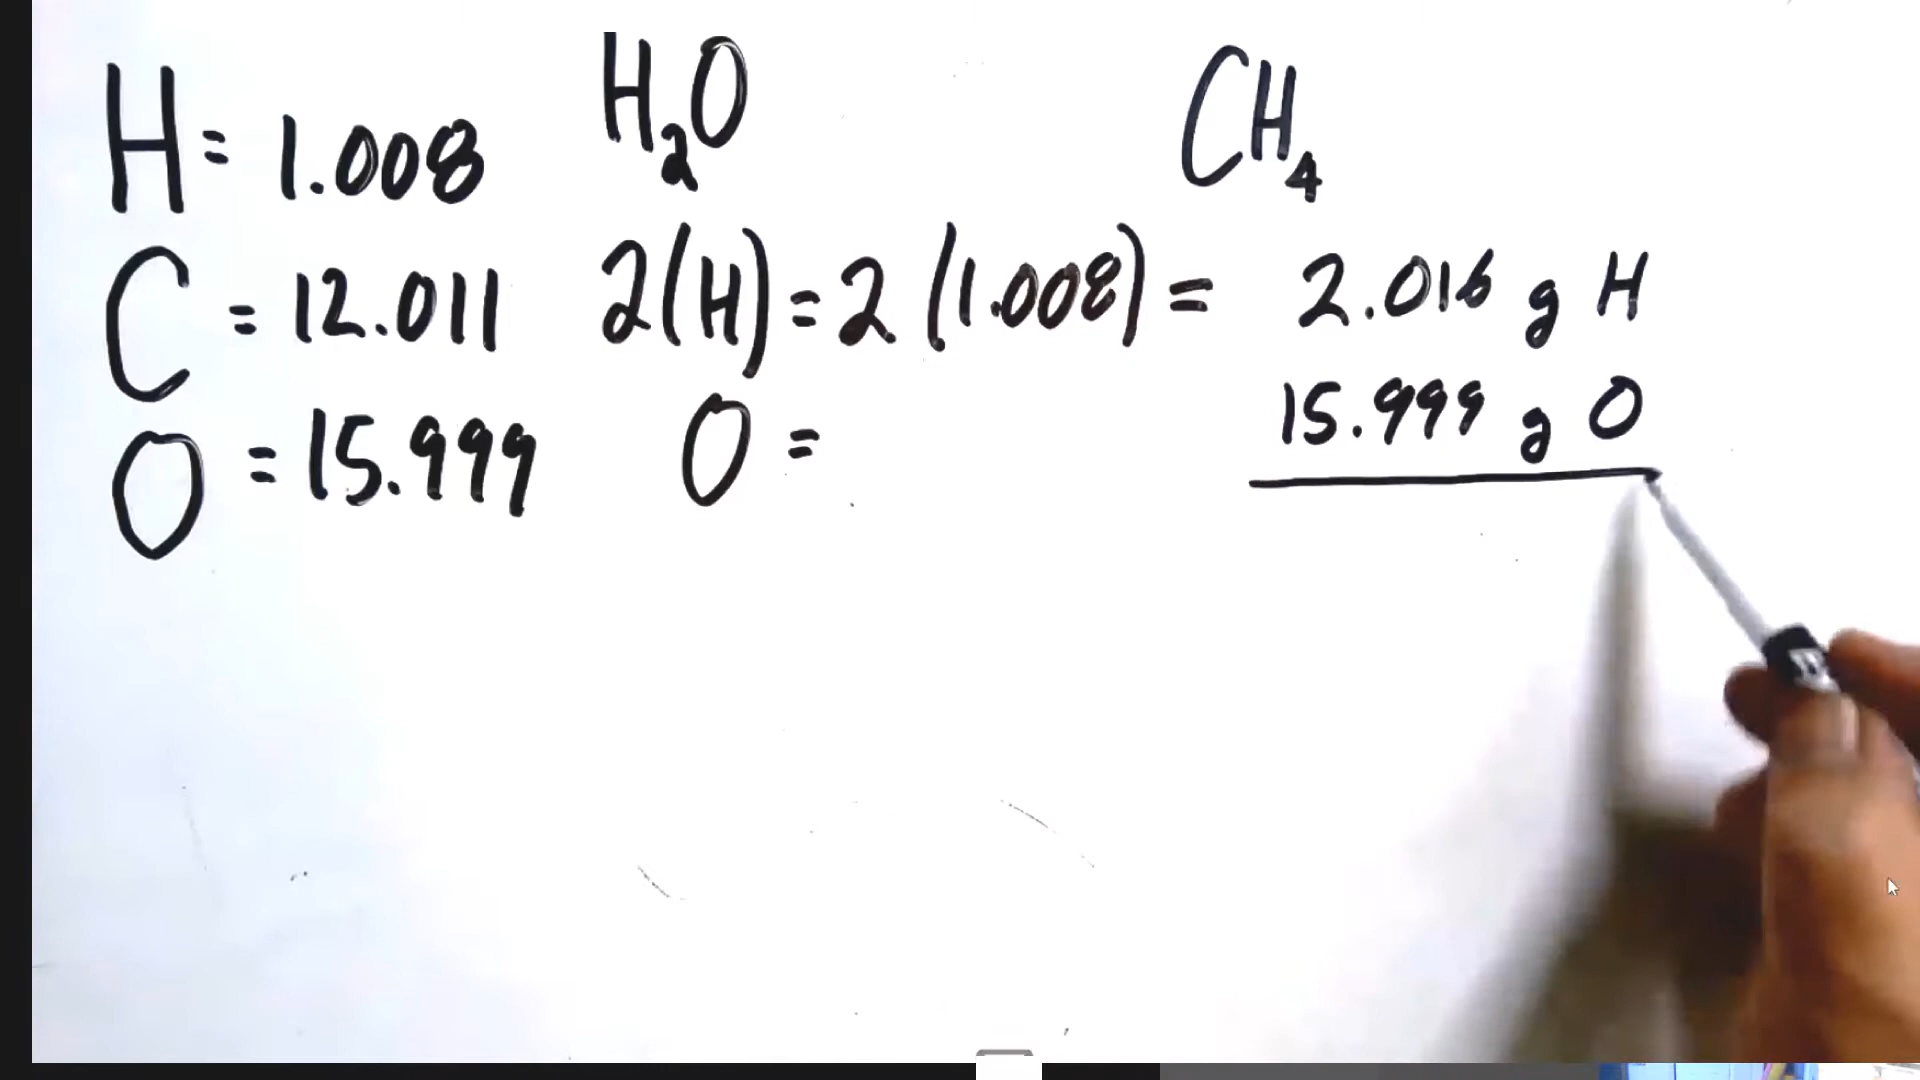 H₂O CH₄
H = 1.008
C = 12.011 2(H) = 2 (1.008) = 2.016 g H
O = 15.999 O = 15.999 g O